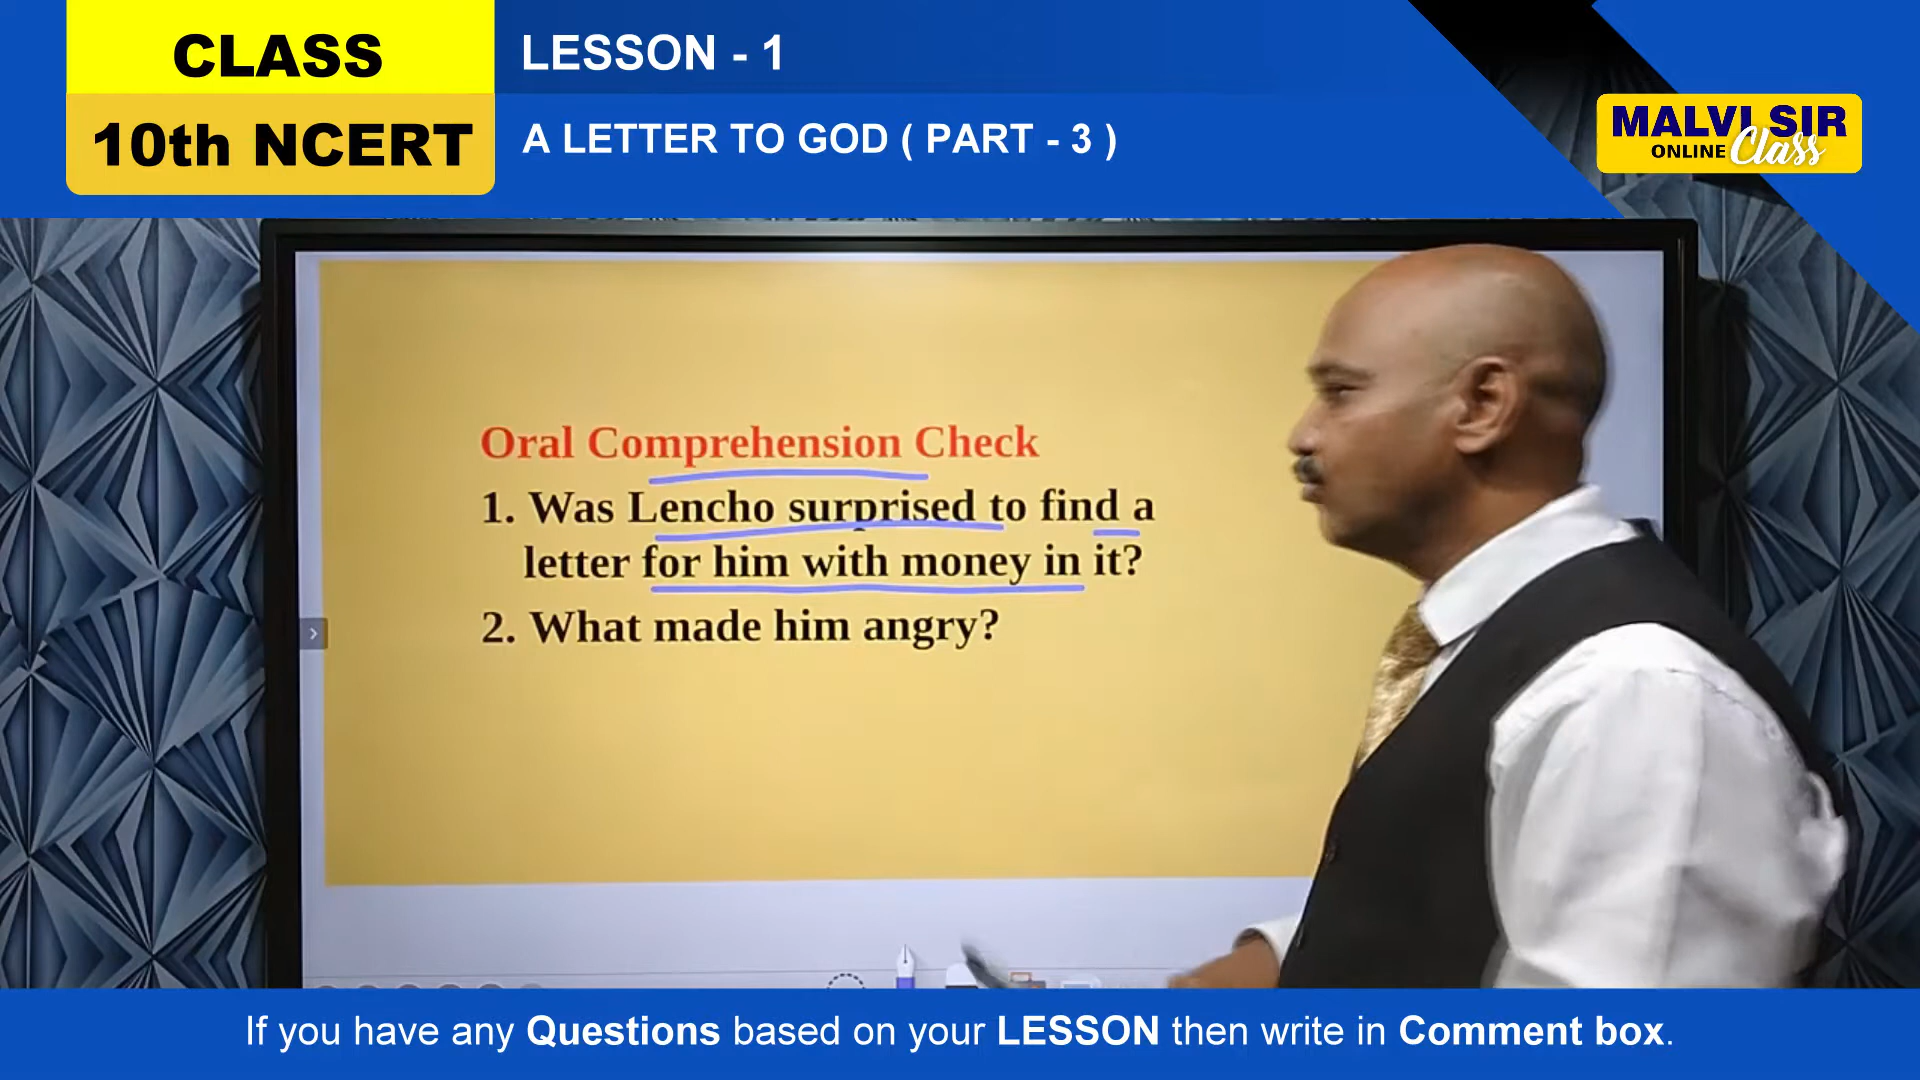 CLASS
10th NCERT
LESSON - 1
A LETTER TO GOD ( PART - 3 )
MALVI SIR
ONLINE Class
Oral Comprehension Check
1. Was Lencho surprised to find a
letter for him with money in it?
2. What made him angry?
If you have any Questions based on your LESSON then write in Comment box.